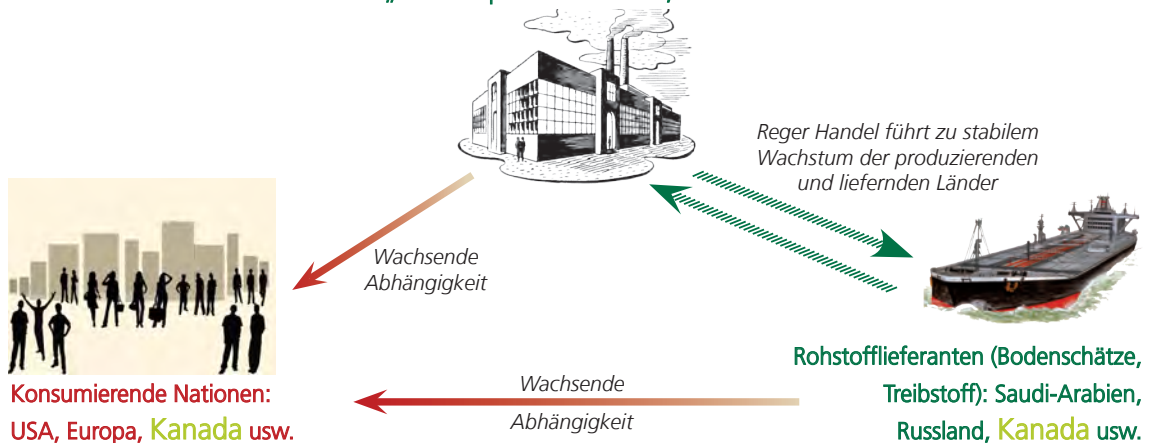 Reger Handel führt zu stabilem
Wachstum der produzierenden
und liefernden Länder
Wachsende
Abhängigkeit
Rohstofflieferanten (Bodenschätze,
Treibstoff): Saudi-Arabien,
Russland, Kanada usw.
Wachsende
Abhängigkeit
Konsumierende Nationen:
USA, Europa, Kanada usw.